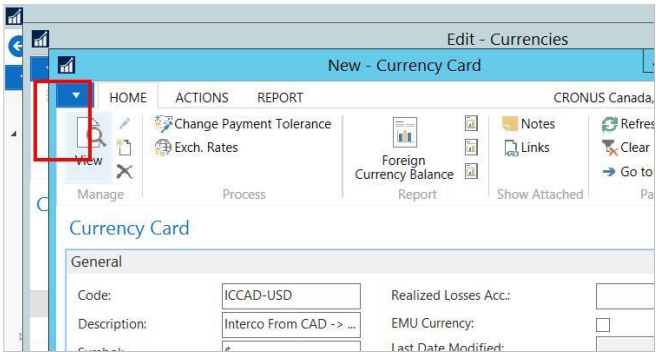 Edit - Currencies
New - Currency Card
HOME ACTIONS REPORT CRONUS Canada,
View
Change Payment Tolerance
Exch. Rates
Foreign
Currency Balance
Notes
Links
Refres
Clear
Go to
Manage Process Report Show Attached Pa
Currency Card
General
Code: ICCAD-USD Realized Losses Acc.:
Description: Interco From CAD -> ... EMU Currency:
Symbol: $ Last Date Modified: